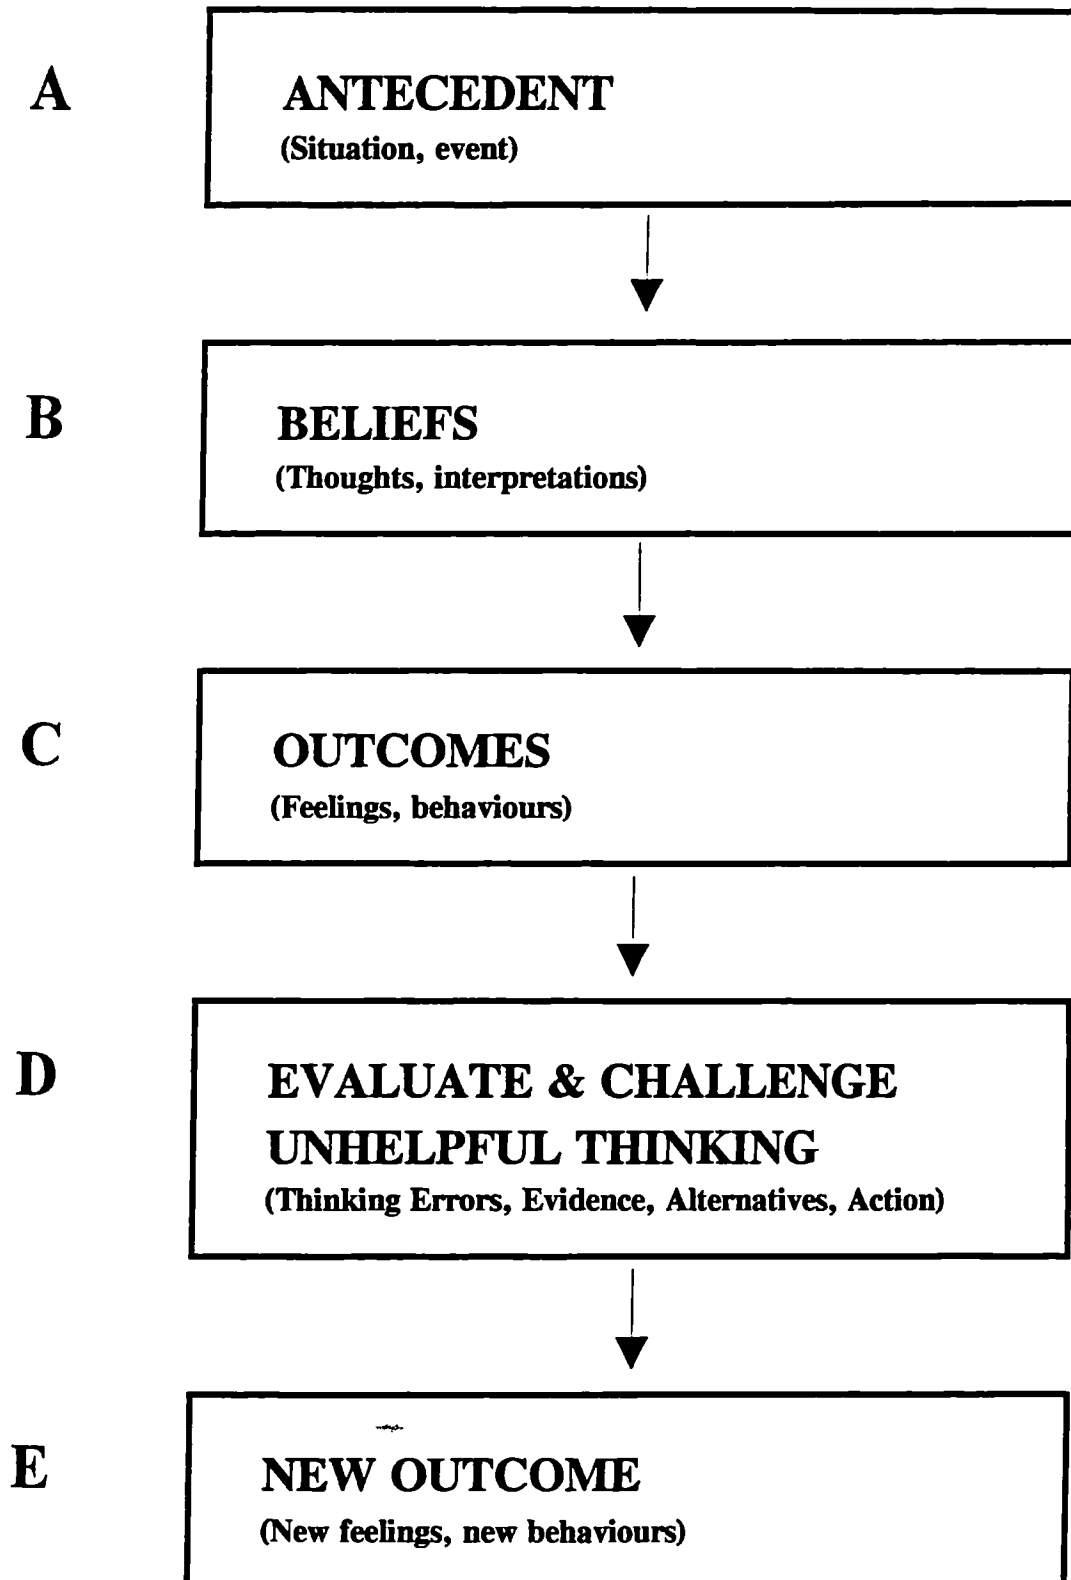 A
ANTECEDENT
(Situation, event)
B
BELIEFS
(Thoughts, interpretations)
C
OUTCOMES
(Feelings, behaviours)
D
EVALUATE & CHALLENGE
UNHELPFUL THINKING
(Thinking Errors, Evidence, Alternatives, Action)
E
NEW OUTCOME
(New feelings, new behaviours)